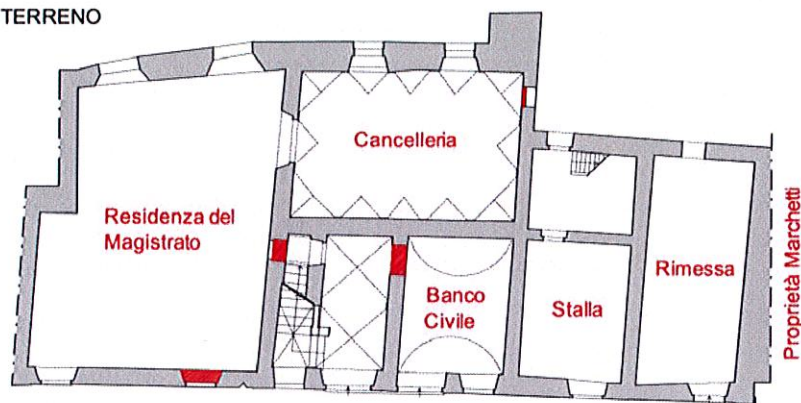 TERRENO
Cancelleria
Residenza del
Magistrato
Banco
Civile
Stalla
Rimessa
Proprietà Marchetti